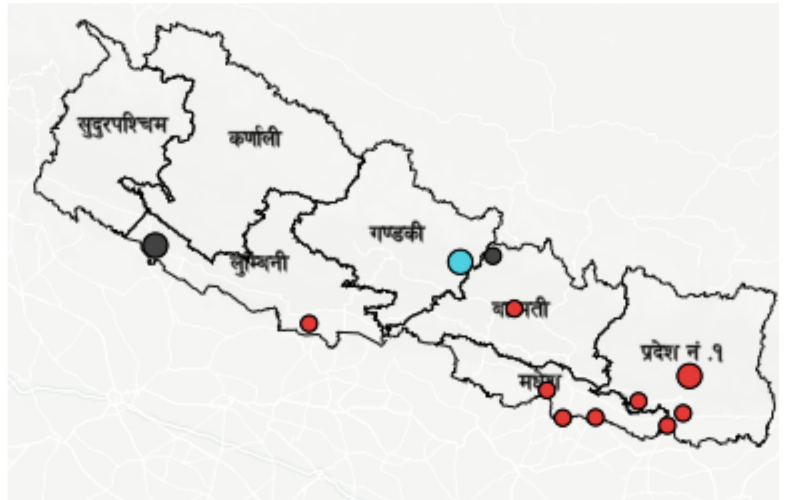 सुदुरपश्चिम
कर्णाली
गण्डकी
लुम्बिनी
प्रदेश नं .१